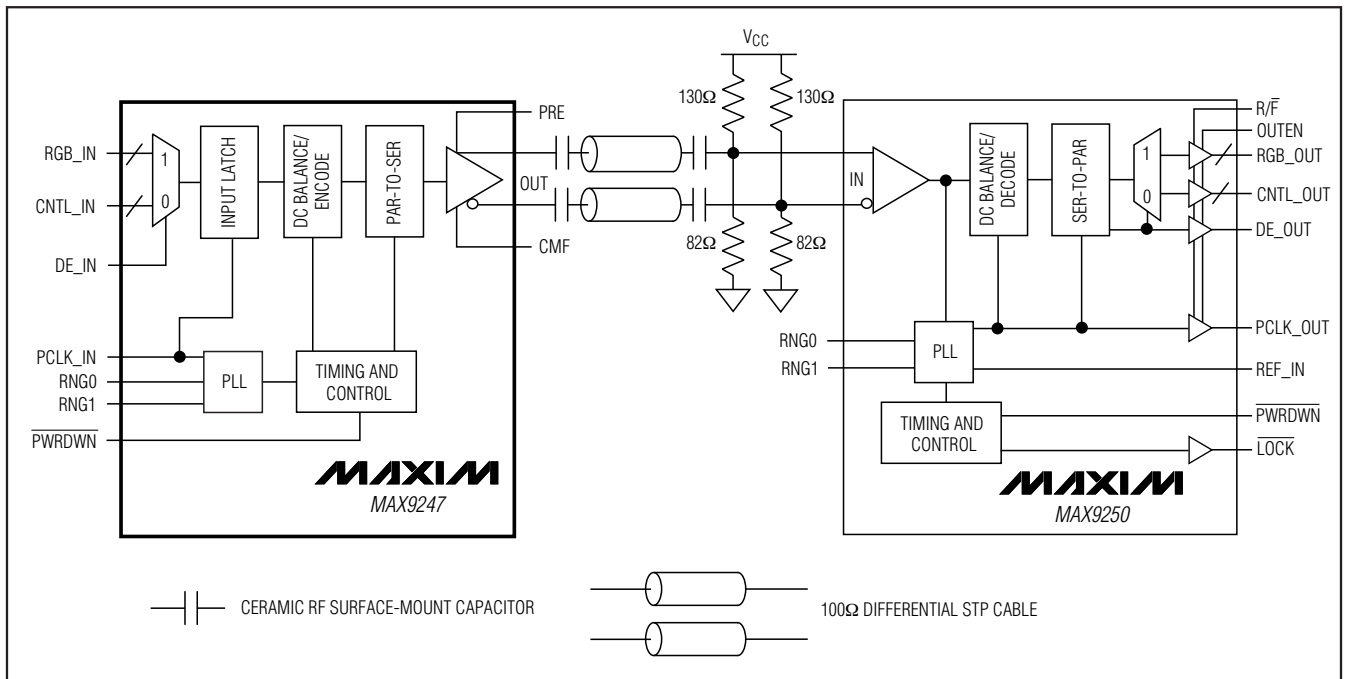 VCC
130Ω
130Ω
82Ω
82Ω
RGB_IN
CNTL_IN
DE_IN
PCLK_IN
RNG0
RNG1
PWRDWN
1
0
INPUT LATCH
DC BALANCE/
ENCODE
PAR-TO-SER
PLL
TIMING AND
CONTROL
PRE
OUT
CMF
MAXIM
MAX9247
IN
DC BALANCE/
DECODE
SER-TO-PAR
1
0
RNG0
RNG1
PLL
TIMING AND
CONTROL
R/F
OUTEN
RGB_OUT
CNTL_OUT
DE_OUT
PCLK_OUT
REF_IN
PWRDWN
LOCK
MAXIM
MAX9250
CERAMIC RF SURFACE-MOUNT CAPACITOR
100Ω DIFFERENTIAL STP CABLE